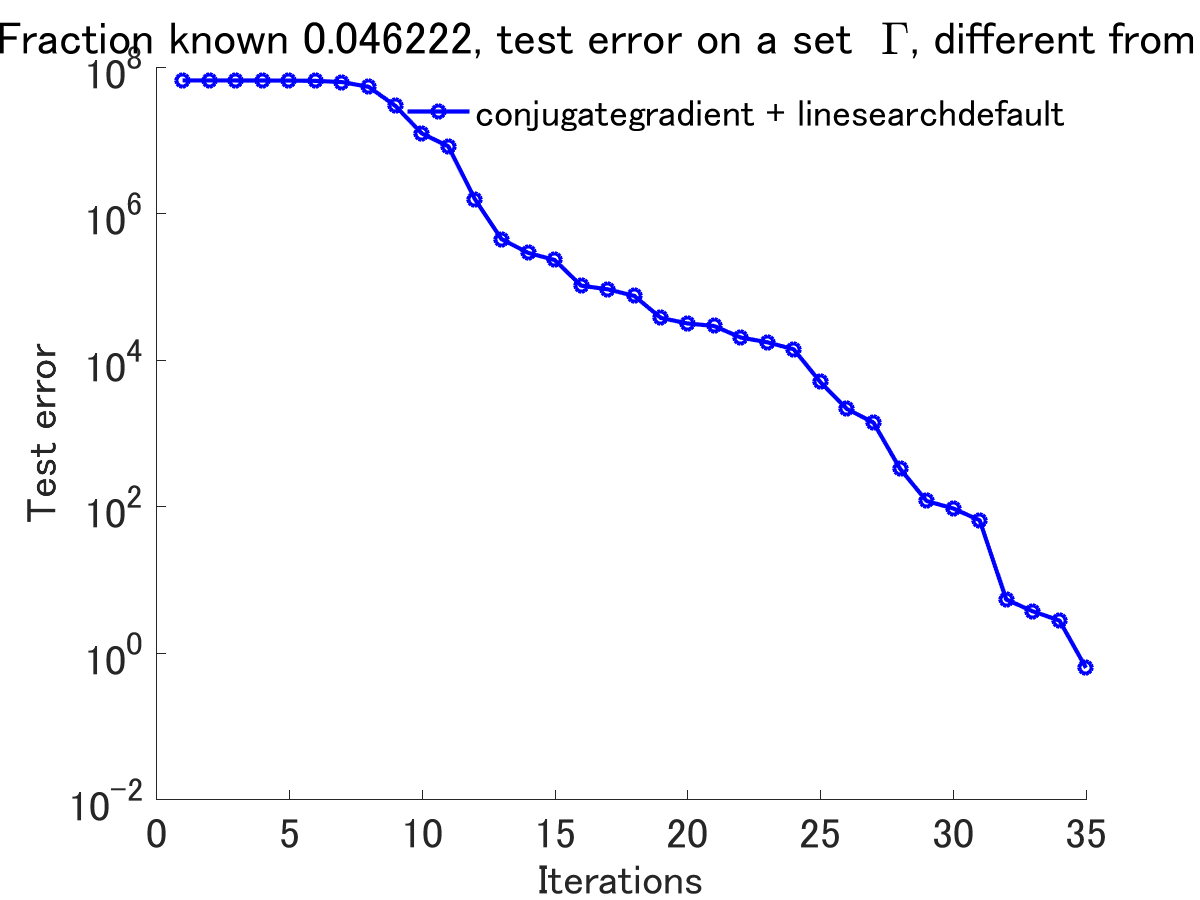 Fraction known 0.046222, test error on a set Γ, different from
10^8
conjugategradient + linesearchdefault
10^6
10^4
10^2
10^0
10^-2
Test error
0 5 10 15 20 25 30 35
Iterations